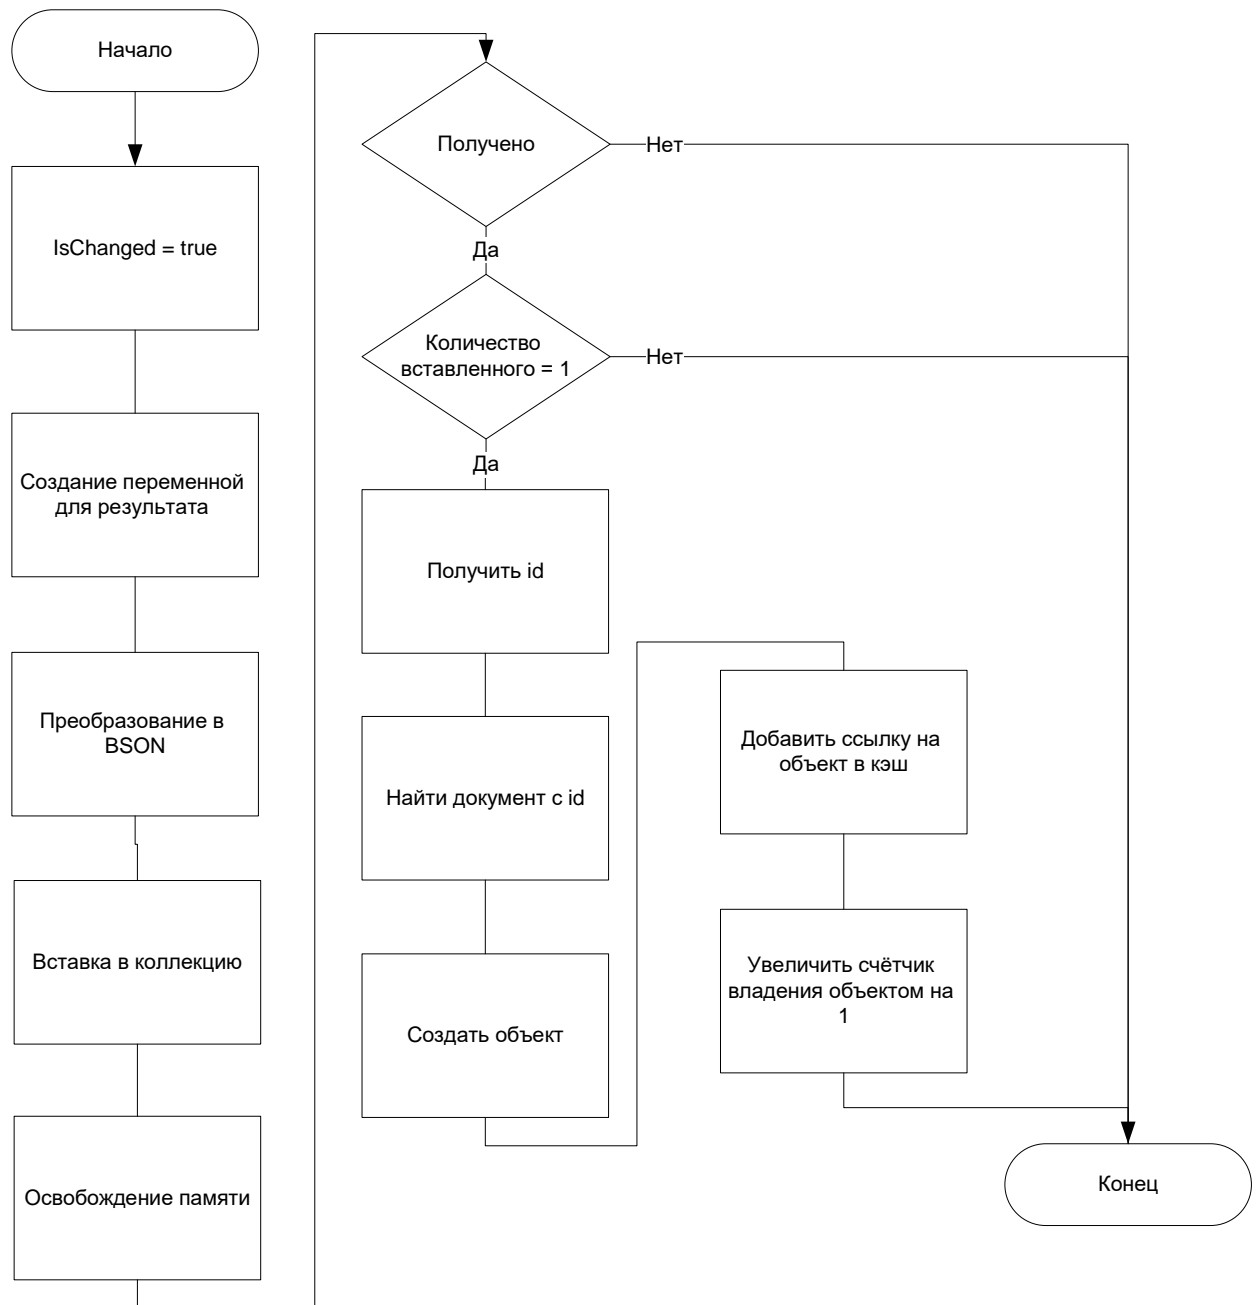 Начало
IsChanged = true
Создание переменной
для результата
Преобразование в
BSON
Вставка в коллекцию
Освобождение памяти
Получено
Нет
Да
Количество
вставленного = 1
Нет
Да
Получить id
Найти документ с id
Создать объект
Добавить ссылку на
объект в кэш
Увеличить счётчик
владения объектом на
1
Конец